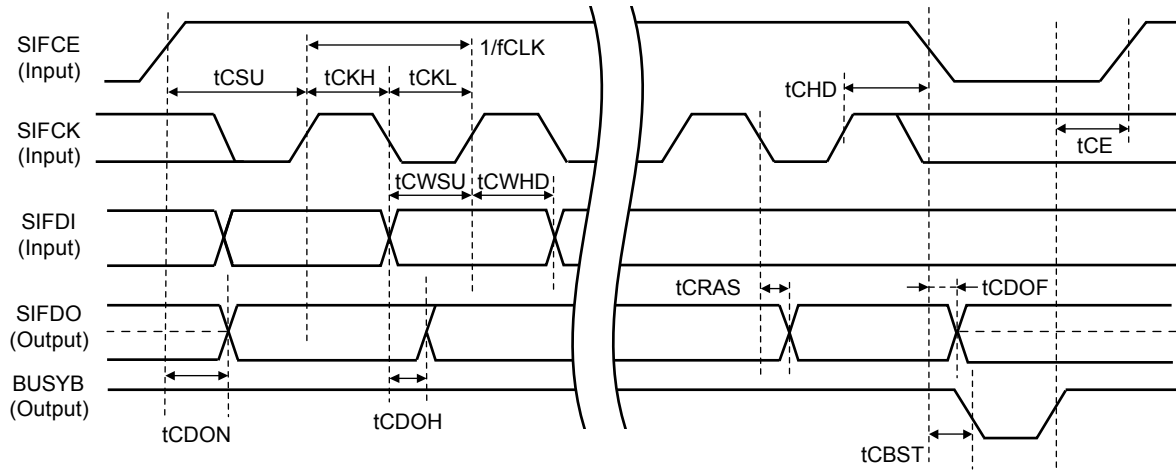 SIFCE
(Input)
1/fCLK
tCSU
tCKH
tCKL
tCHD
SIFCK
(Input)
tCE
tCWSU
tCWHD
SIFDI
(Input)
tCRAS
tCDOF
SIFDO
(Output)
BUSYB
(Output)
tCDON
tCDOH
tCBST